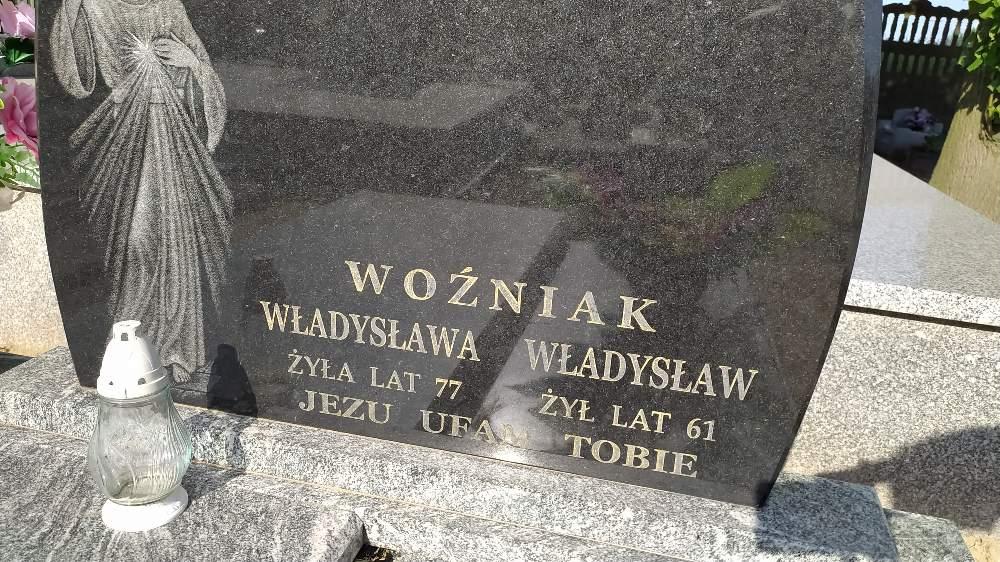 WOŹNIAK
WŁADYSŁAWA WŁADYSŁAW
ŻYŁA LAT 77 ŻYŁ LAT 61
JEZU UFAM TOBIE